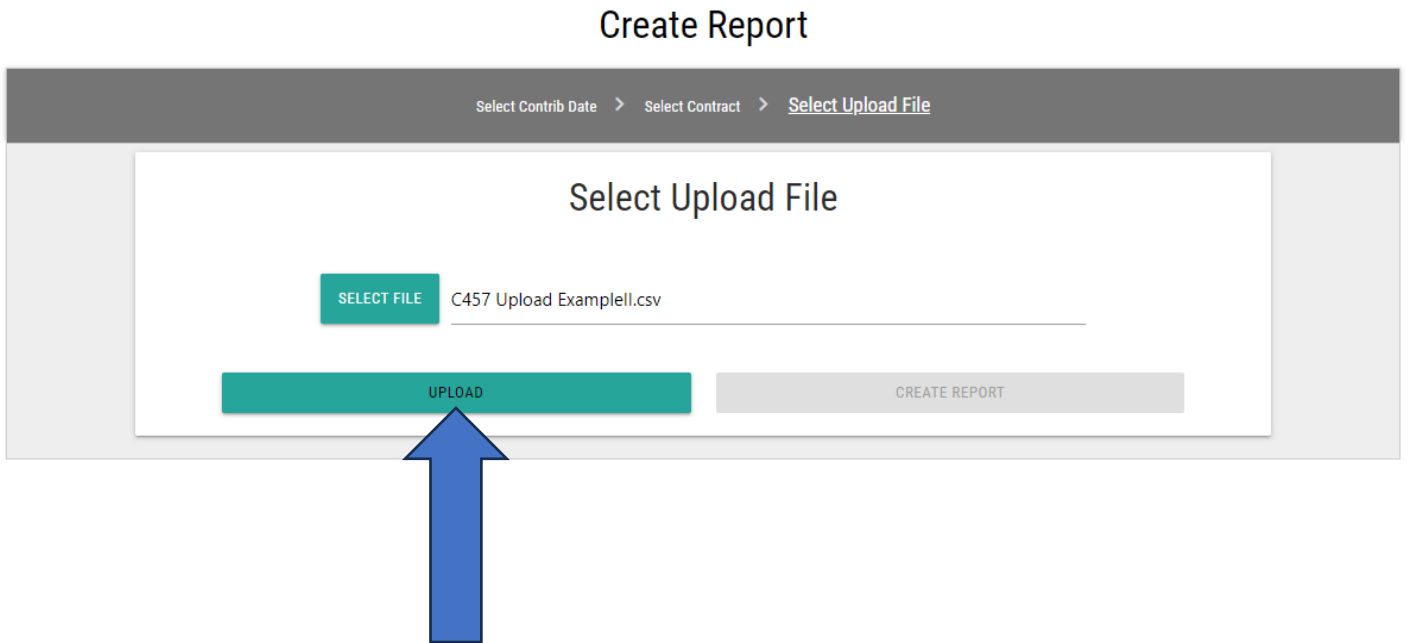 Create Report
Select Contrib Date > Select Contract > Select Upload File
Select Upload File
SELECT FILE C457 Upload ExampleII.csv
UPLOAD CREATE REPORT